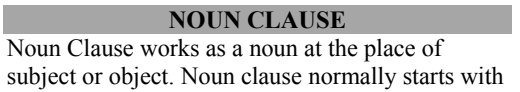 NOUN CLAUSE
Noun Clause works as a noun at the place of
subject or object. Noun clause normally starts with